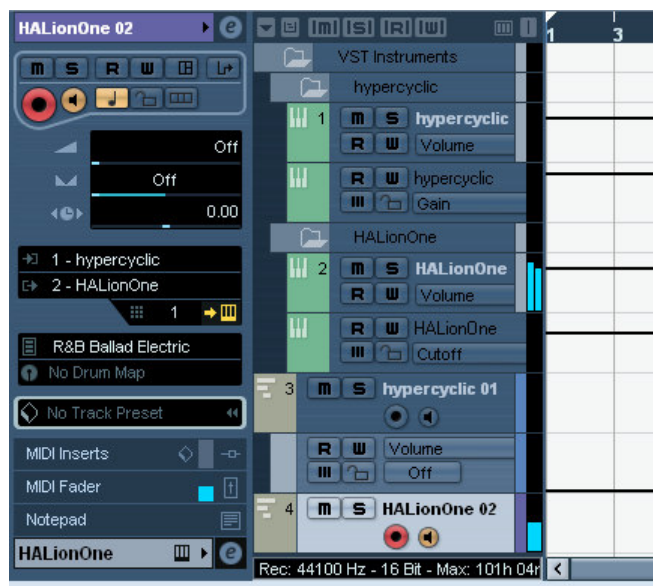 HALionOne 02
m S R W
Off
Off
0.00
1 - hypercyclic
2 - HALionOne
1
R&B Ballad Electric
No Drum Map
No Track Preset
MIDI Inserts
MIDI Fader
Notepad
HALionOne
m S R W
VST Instruments
hypercyclic
1 m S hypercyclic
R W Volume
R W hypercyclic
Gain
HALionOne
2 m S HALionOne
R W Volume
R W HALionOne
Cutoff
3 m S hypercyclic 01
R W Volume
Off
4 m S HALionOne 02
Rec: 44100 Hz - 16 Bit - Max: 101h 04
1 3